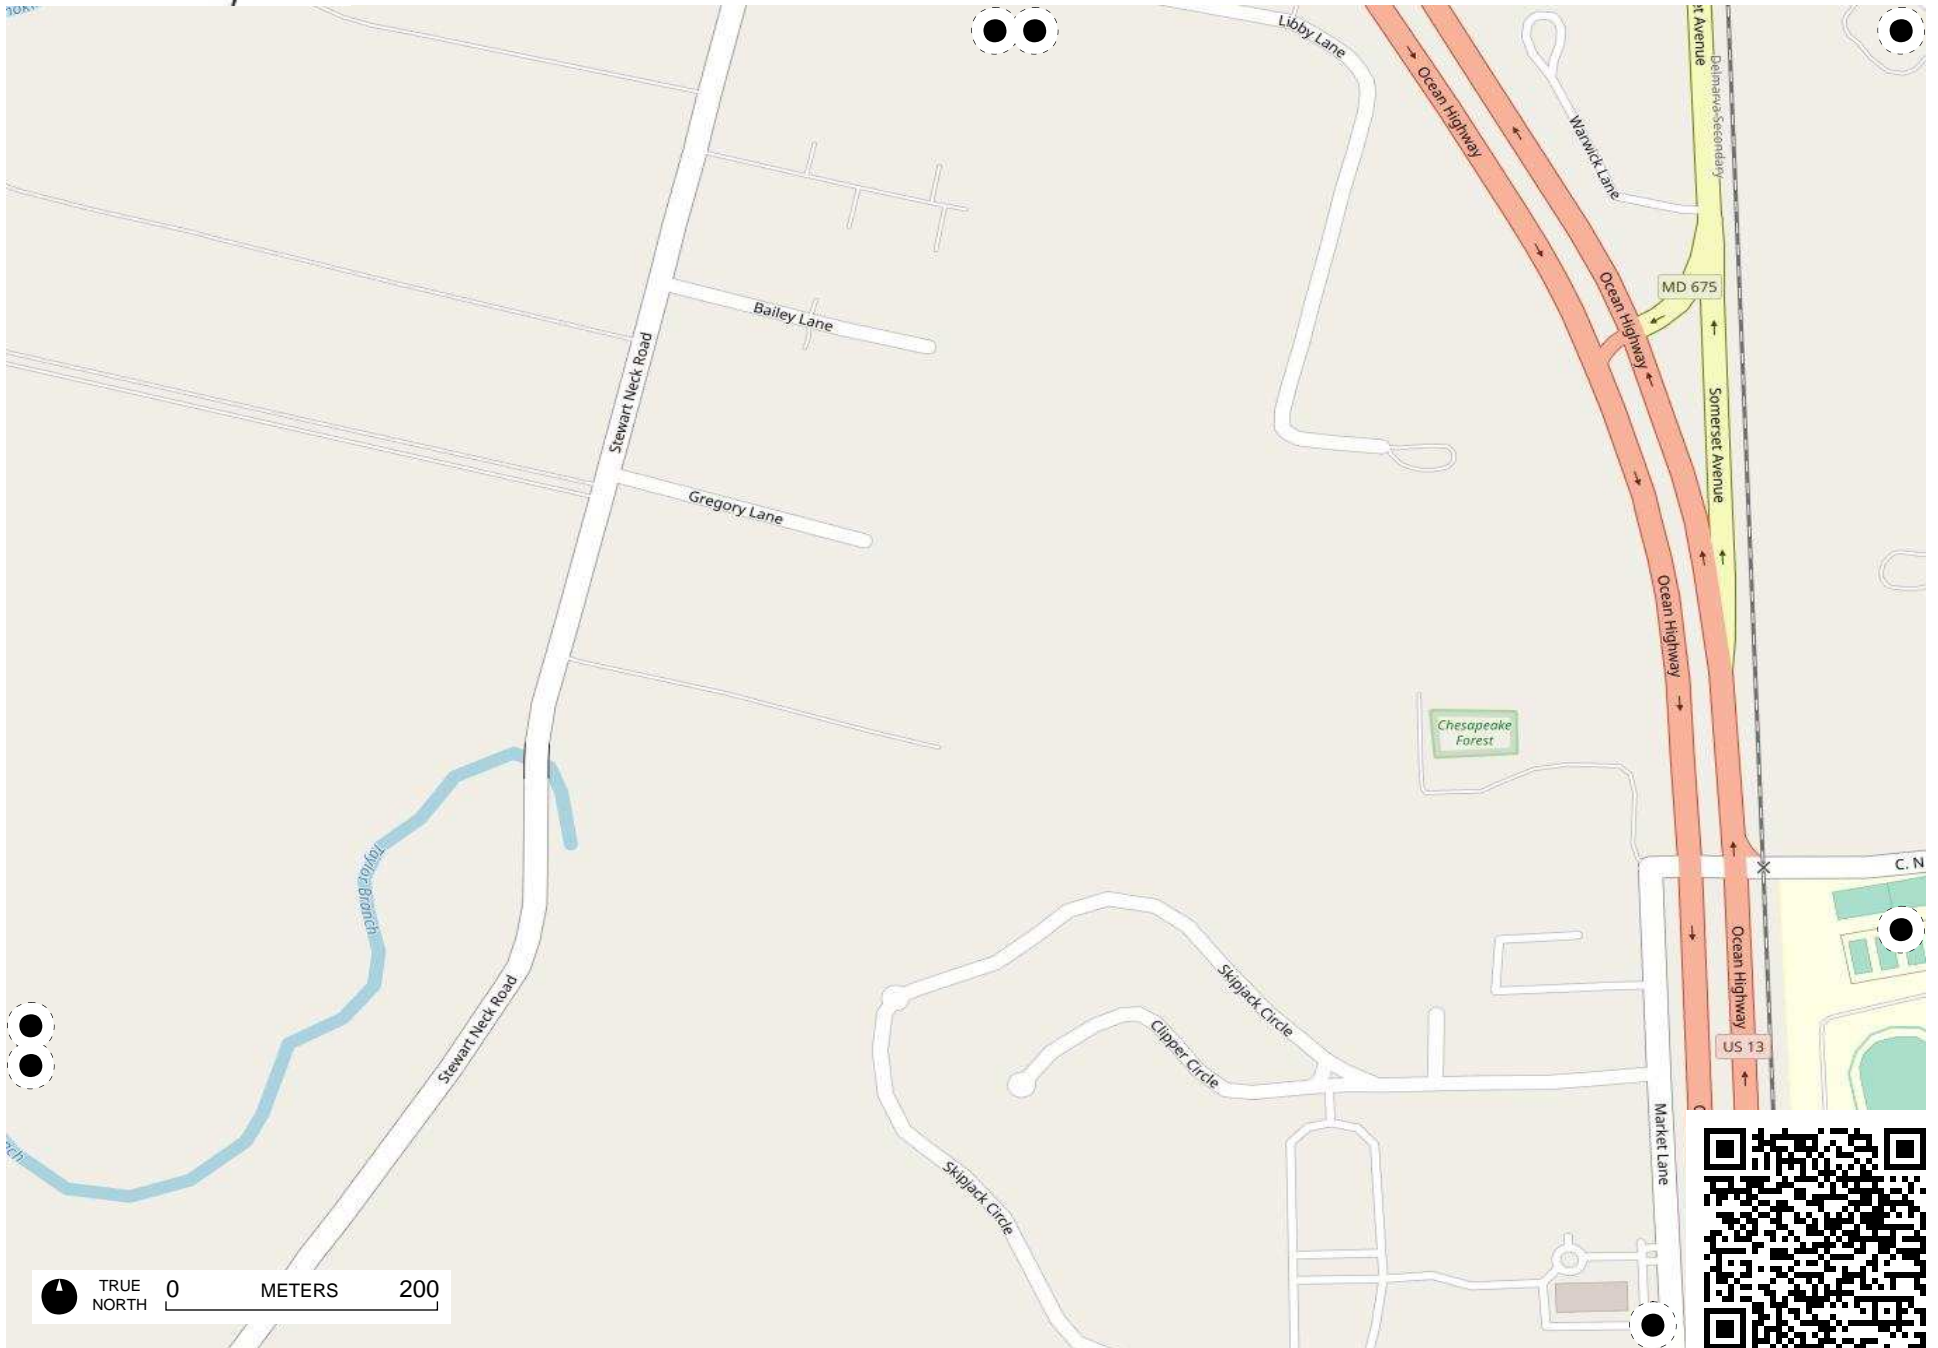 Libby Lane
Ocean Highway
Warwick Lane
Delmarva Secondary
MD 675
Ocean Highway
Bailey Lane
Stewart Neck Road
Somerset Avenue
Gregory Lane
Ocean Highway
Chesapeake
Forest
Taylor Branch
C. N
Ocean Highway
Skipjack Circle
Stewart Neck Road
Clipper Circle
US 13
Market Lane
Skipjack Circle
TRUE
NORTH
0 METERS 200